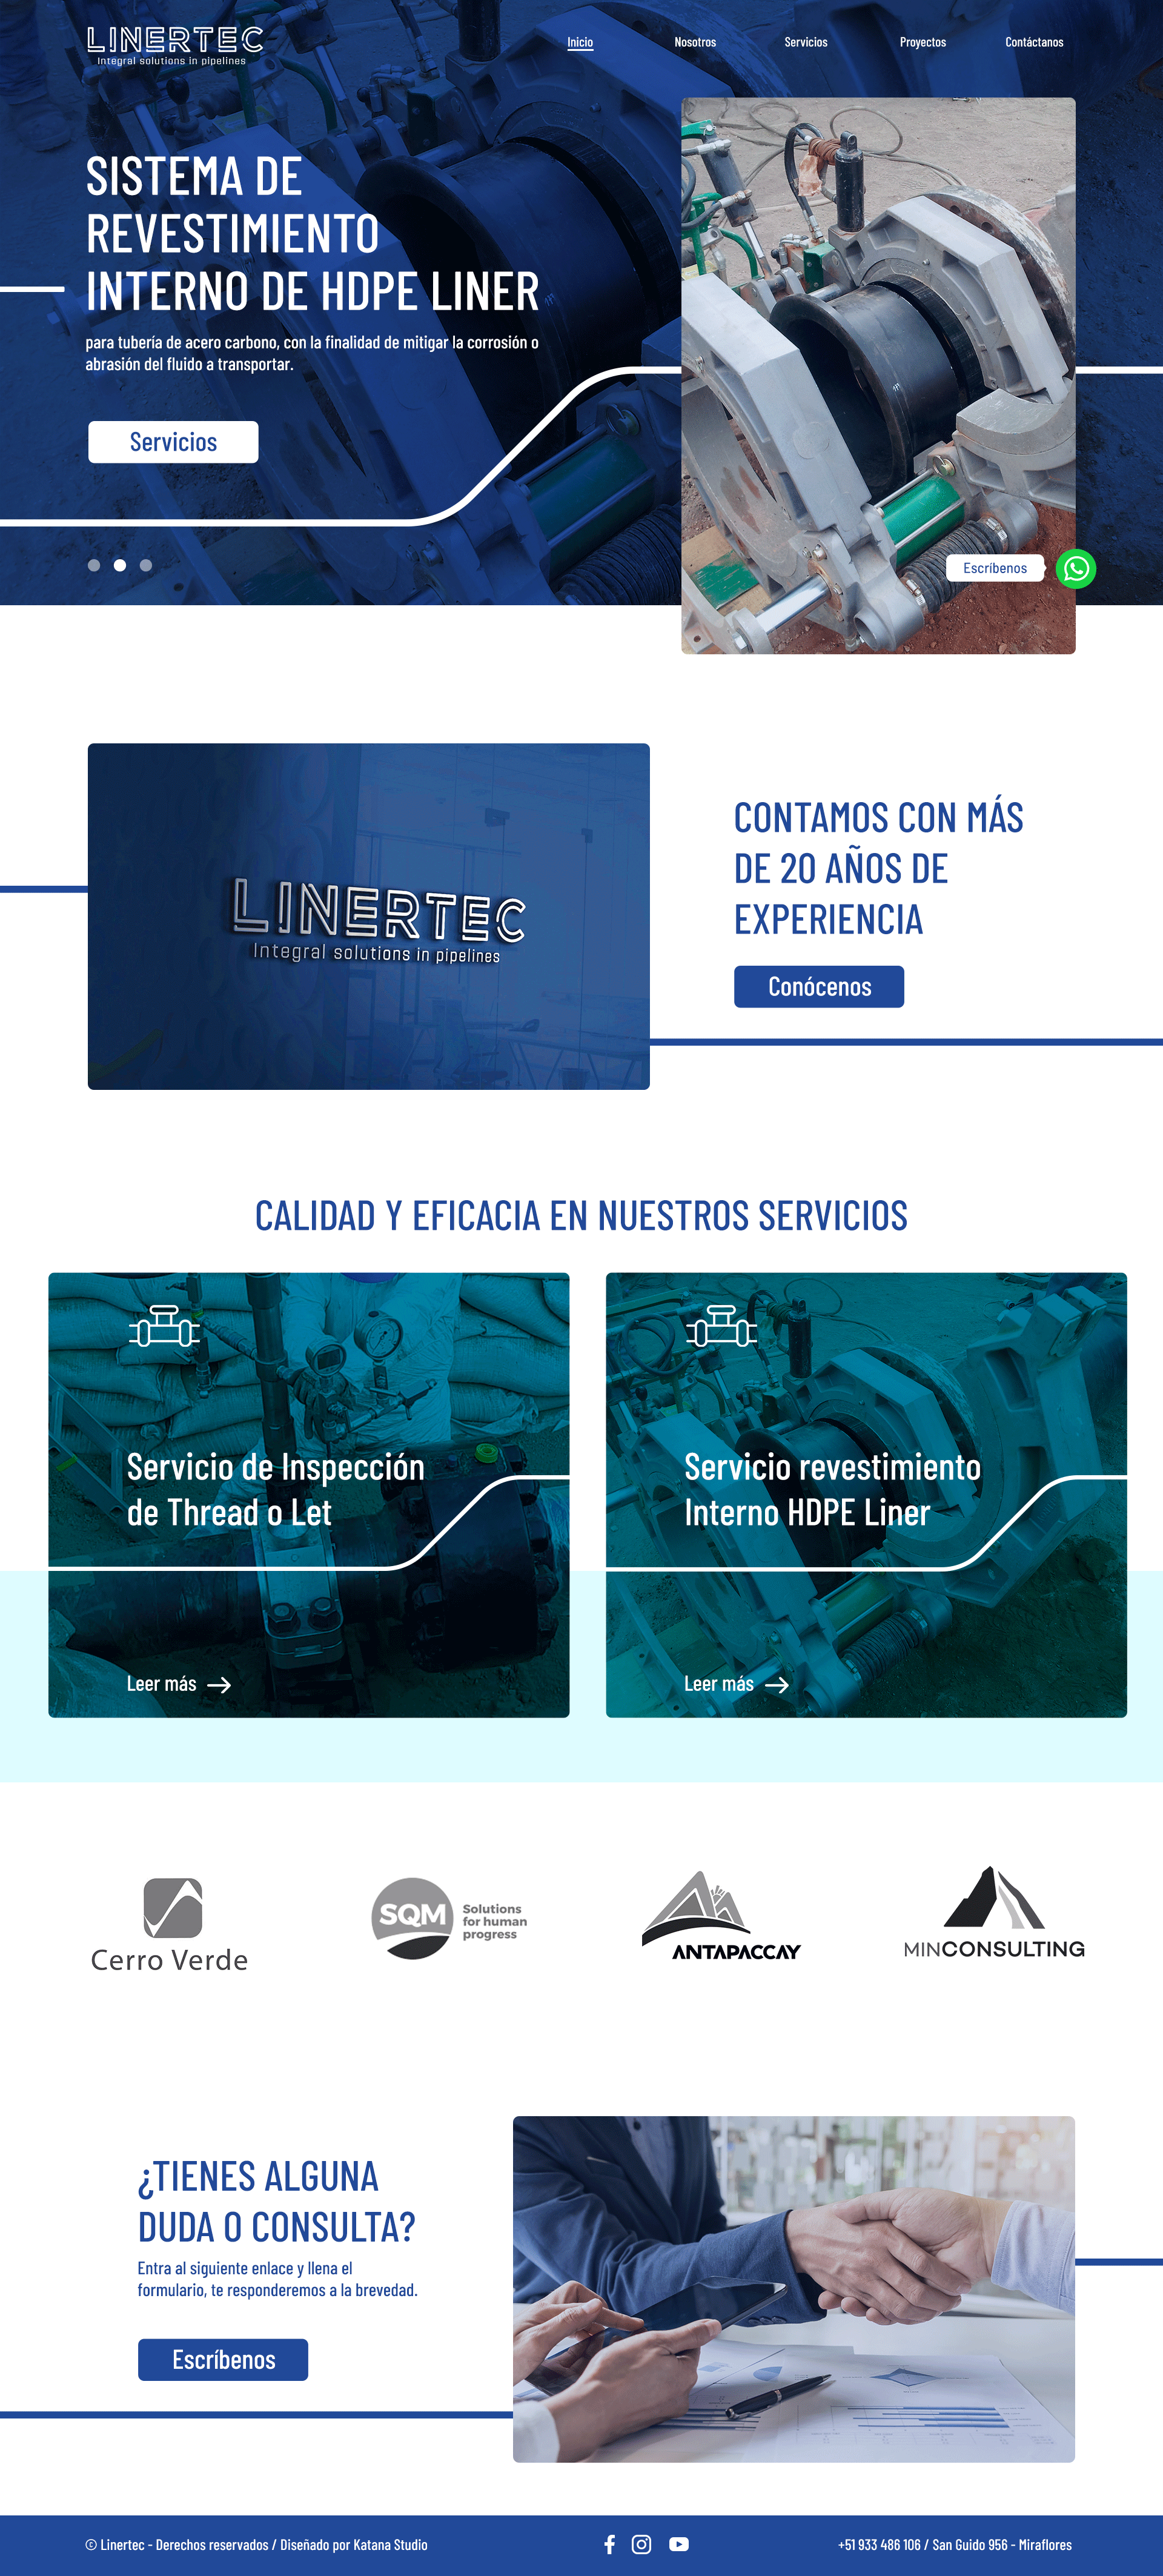 LINERTEC
Integral solutions in pipelines
Inicio
Nosotros
Servicios
Proyectos
Contáctanos
SISTEMA DE
REVESTIMIENTO
INTERNO DE HDPE LINER
para tubería de acero carbono, con la finalidad de mitigar la corrosión o
abrasión del fluido a transportar.
Servicios
Escríbenos
LINERTEC
Integral solutions in pipelines
CONTAMOS CON MÁS
DE 20 AÑOS DE
EXPERIENCIA
Conócenos
CALIDAD Y EFICACIA EN NUESTROS SERVICIOS
Servicio de Inspección
de Thread o Let
Leer más
Servicio revestimiento
Interno HDPE Liner
Leer más
Cerro Verde
SQM
Solutions
for human
progress
ANTAPACCAY
MINCONSULTING
¿TIENES ALGUNA
DUDA O CONSULTA?
Entra al siguiente enlace y llena el
formulario, te responderemos a la brevedad.
Escríbenos
© Linertec - Derechos reservados / Diseñado por Katana Studio
+51 933 486 106 / San Guido 956 - Miraflores